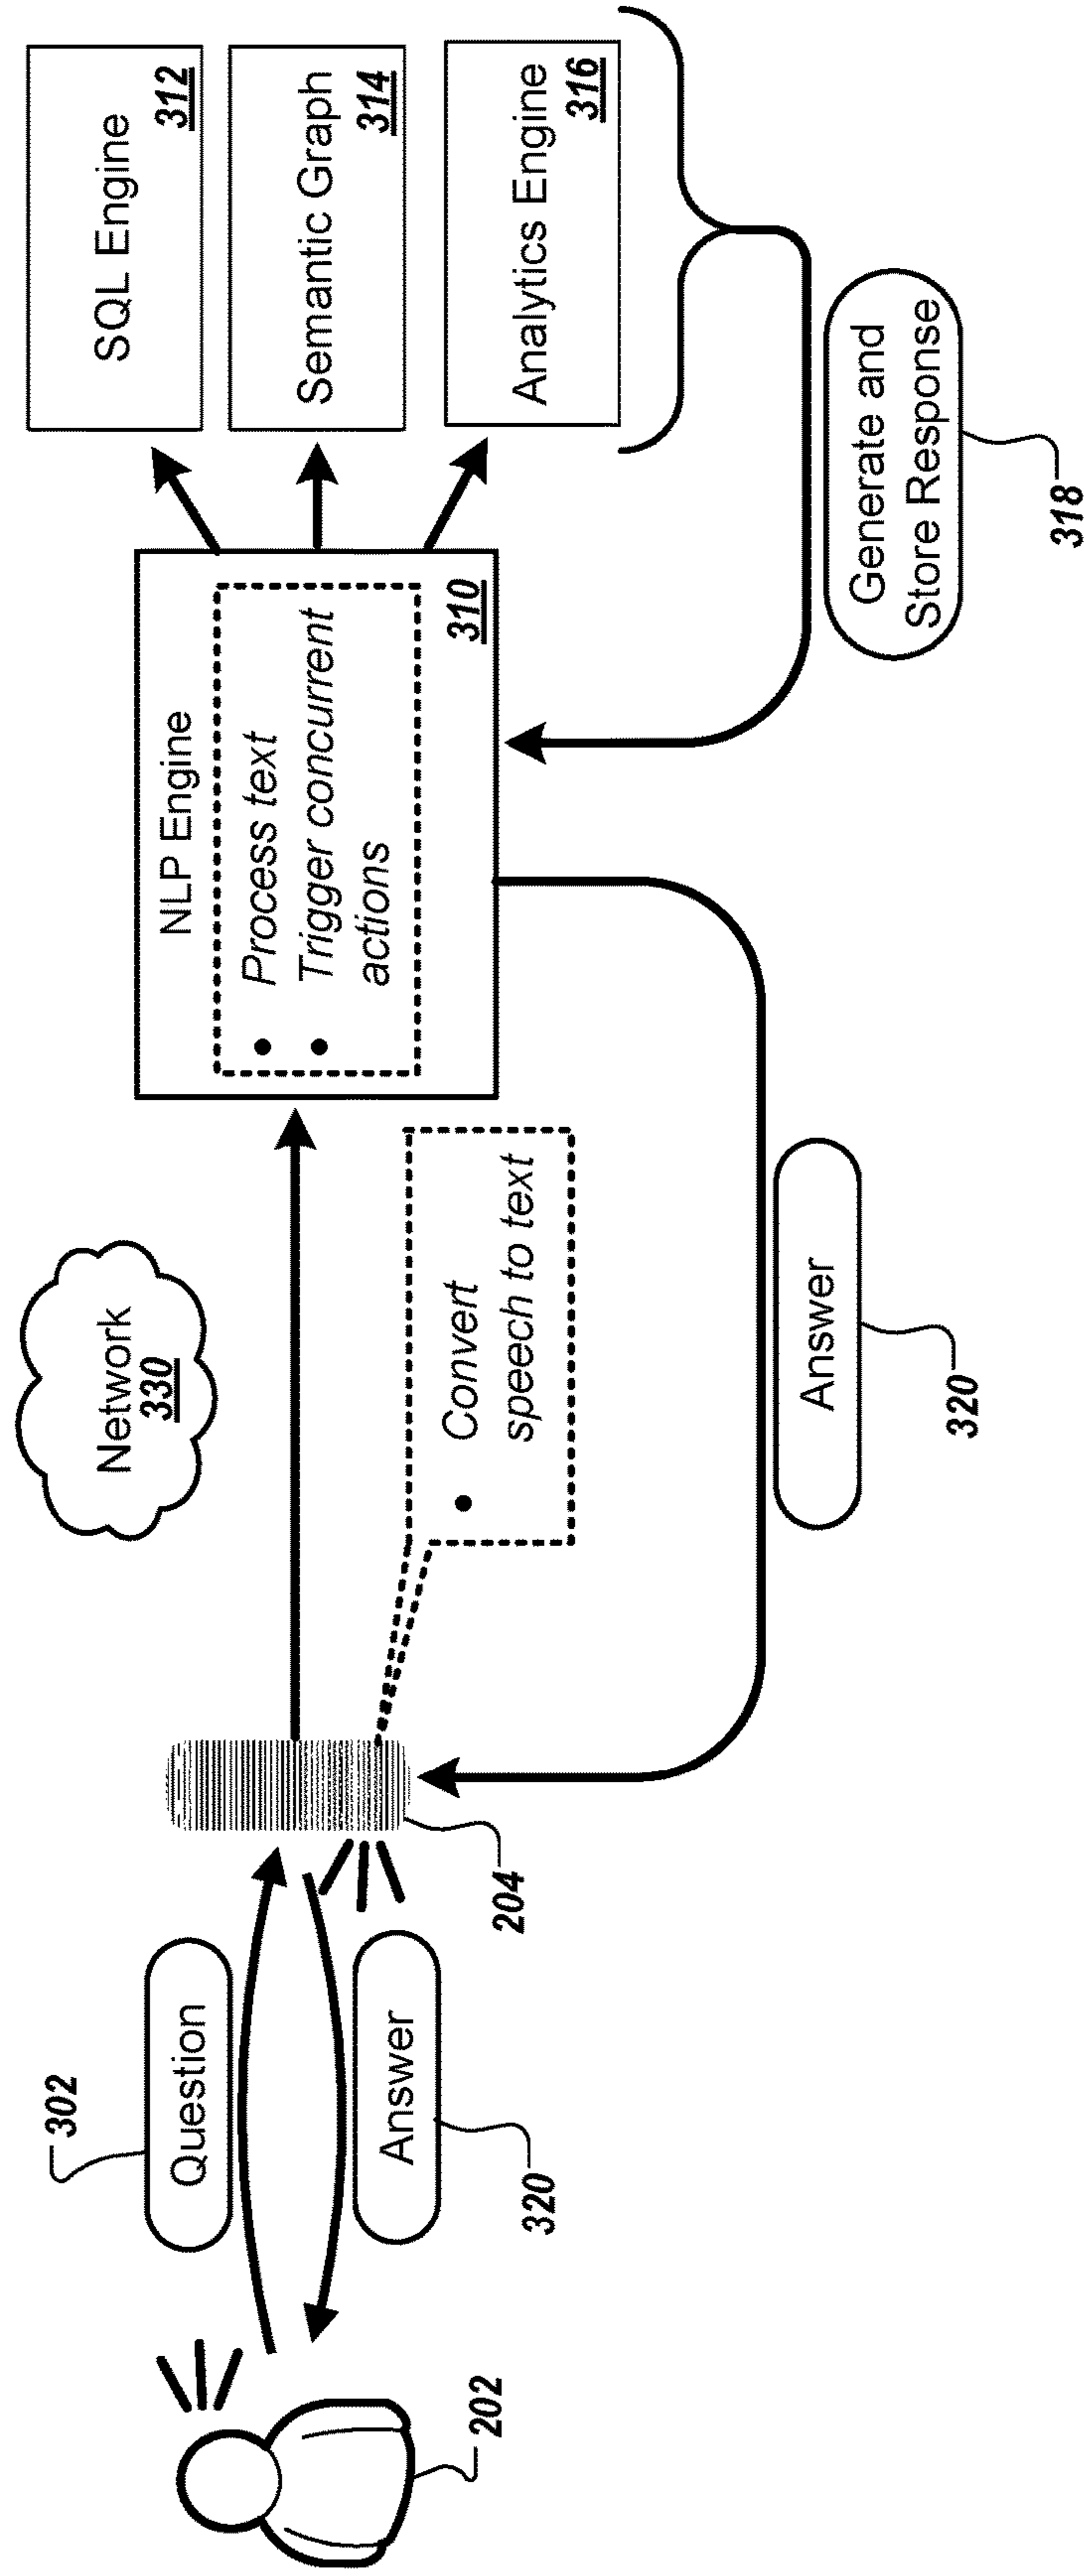 302
Question
Answer
320
202
204
Network
330
• Convert
speech to text
Answer
320
NLP Engine
• Process text
• Trigger concurrent
actions
310
SQL Engine
312
Semantic Graph
314
Analytics Engine
316
Generate and
Store Response
318